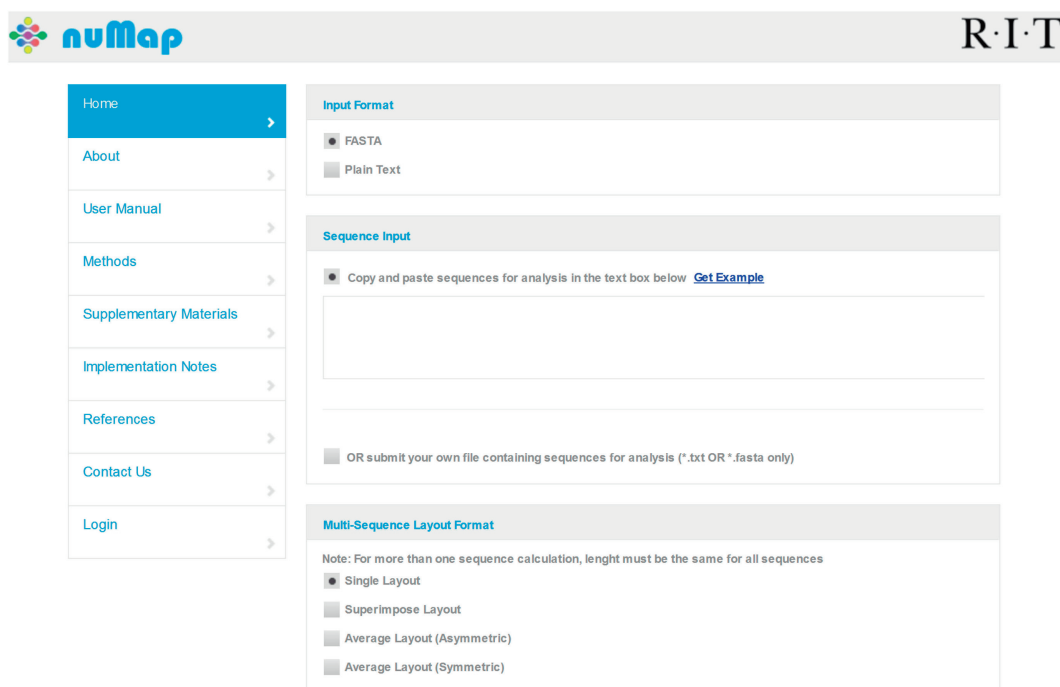 nuMap
R·I·T
Home
About
User Manual
Methods
Supplementary Materials
Implementation Notes
References
Contact Us
Login
Input Format
FASTA
Plain Text
Sequence Input
Copy and paste sequences for analysis in the text box below Get Example
OR submit your own file containing sequences for analysis (*.txt OR *.fasta only)
Multi-Sequence Layout Format
Note: For more than one sequence calculation, lenght must be the same for all sequences
Single Layout
Superimpose Layout
Average Layout (Asymmetric)
Average Layout (Symmetric)